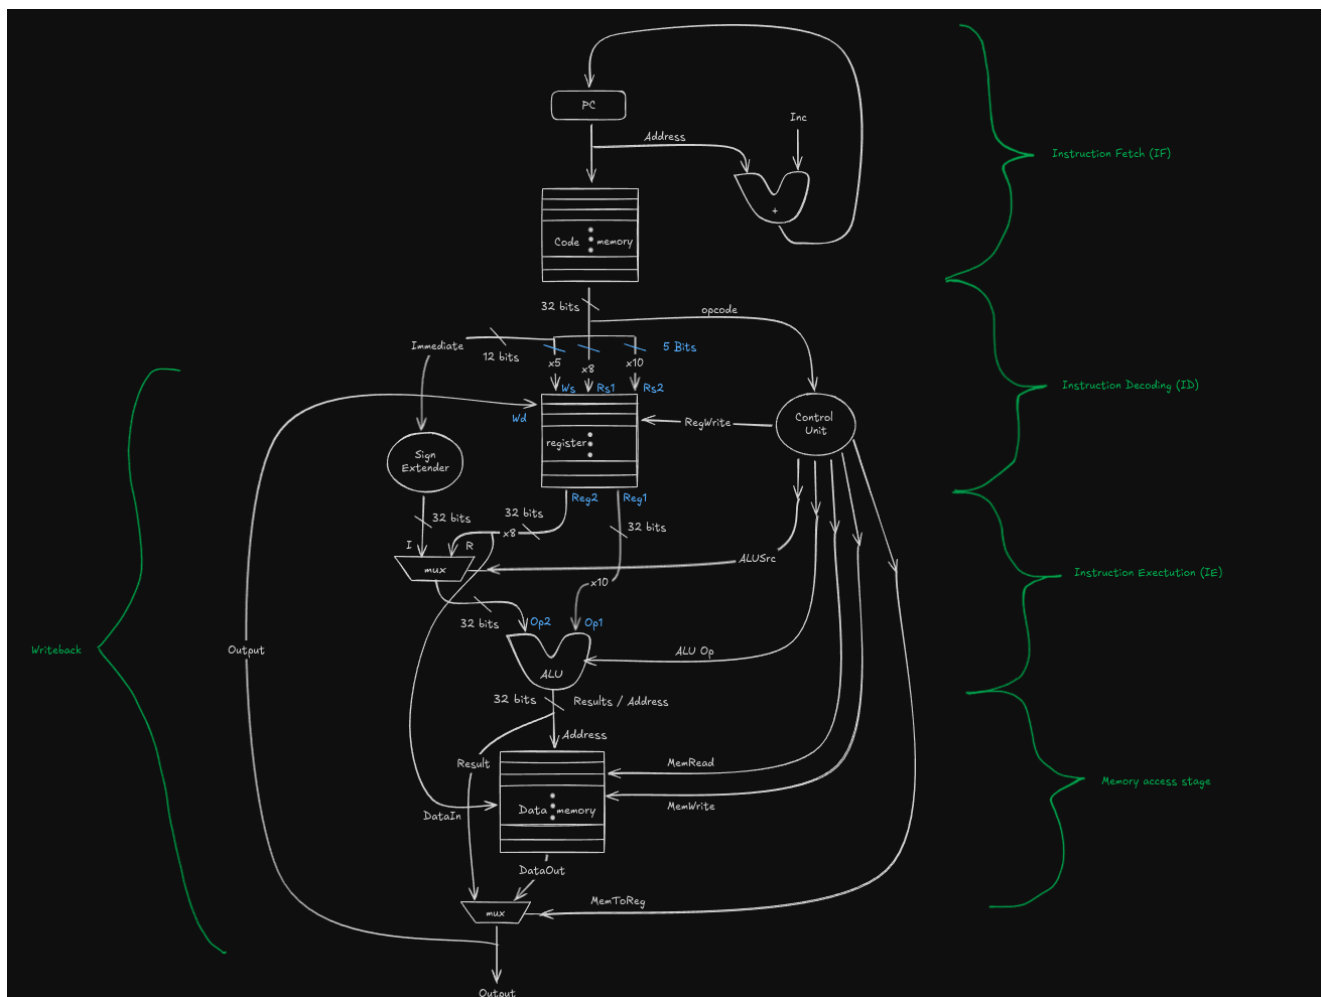 PC
Inc
Address
Instruction Fetch (IF)
+
Code memory
32 bits
opcode
Immediate
12 bits
5 Bits
x5
x8
x10
Ws
Rs1
Rs2
Instruction Decoding (ID)
Wd
RegWrite
Control
Unit
register
Sign
Extender
Reg2
Reg1
32 bits
32 bits
x8
32 bits
I
R
mux
ALUSrc
Instruction Exectution (IE)
x10
32 bits
Op2
Op1
Writeback
Output
ALU Op
ALU
32 bits
Results / Address
Address
Result
MemRead
Memory access stage
DataIn
Data memory
MemWrite
DataOut
MemToReg
mux
Output